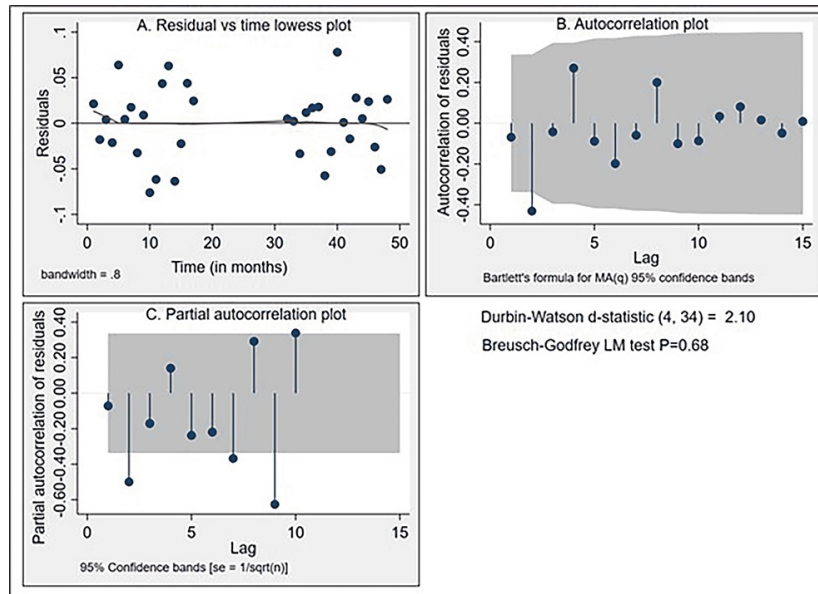 A. Residual vs time lowess plot
Residuals
.1
.05
0
-.05
-.1
0 10 20 30 40 50
Time (in months)
bandwidth = .8
B. Autocorrelation plot
Autocorrelation of residuals
0.40
0.20
0.00
-0.20
-0.40
0 5 10 15
Lag
Bartlett's formula for MA(q) 95% confidence bands
C. Partial autocorrelation plot
Partial autocorrelation of residuals
0.40
0.20
0.00
-0.20
-0.40
-0.60
0 5 10 15
Lag
95% Confidence bands [se = 1/sqrt(n)]
Durbin-Watson d-statistic (4, 34) = 2.10
Breusch-Godfrey LM test P=0.68